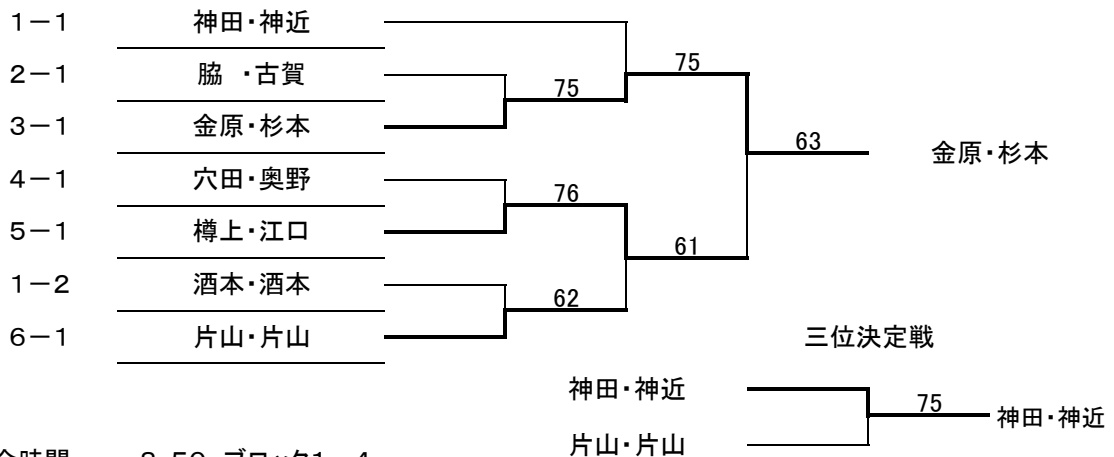 1－1 神田・神近
2－1 脇　・古賀
75
75
3－1 金原・杉本
63
金原・杉本
4－1 穴田・奥野
76
5－1 樽上・江口
61
1－2 酒本・酒本
62
6－1 片山・片山
三位決定戦
神田・神近
75
神田・神近
片山・片山